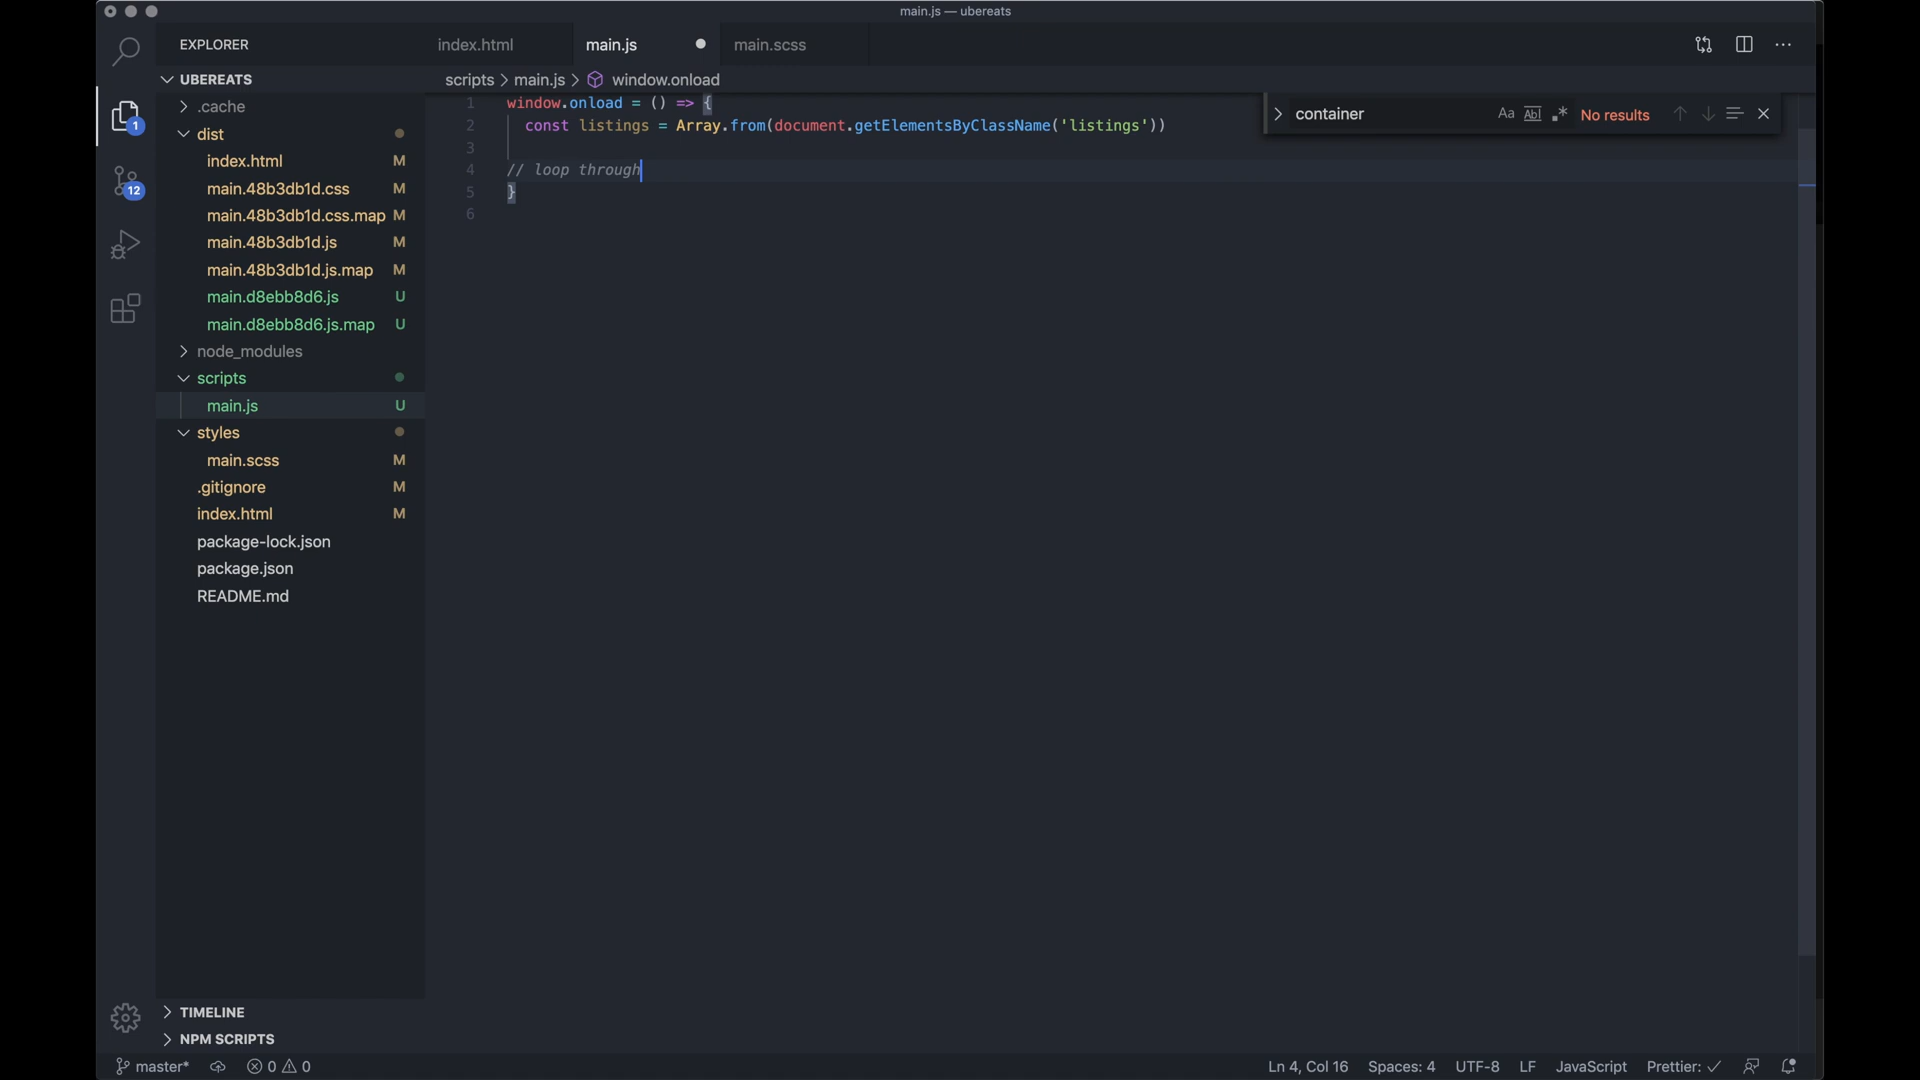 main.js — ubereats
EXPLORER
index.html
main.js
main.scss
UBEREATS
scripts > main.js > window.onload
.cache
dist
index.html M
main.48b3db1d.css M
main.48b3db1d.css.map M
main.48b3db1d.js M
main.48b3db1d.js.map M
main.d8ebb8d6.js U
main.d8ebb8d6.js.map U
node_modules
scripts
main.js U
styles
main.scss M
.gitignore M
index.html M
package-lock.json
package.json
README.md
TIMELINE
NPM SCRIPTS
1
12
1 window.onload = () => {
2 const listings = Array.from(document.getElementsByClassName('listings'))
3
4 // loop through
5 }
6
container
Aa Abl .* No results
master* 0 0
Ln 4, Col 16 Spaces: 4 UTF-8 LF JavaScript Prettier: ✓